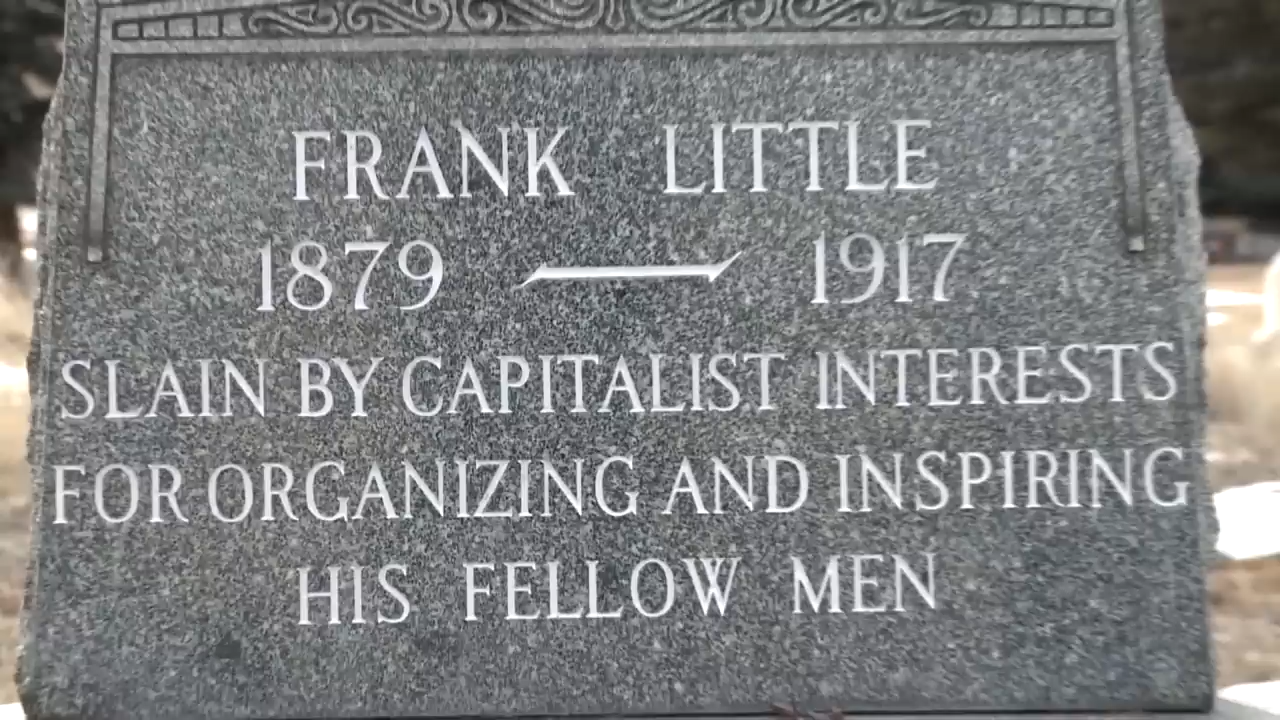 FRANK LITTLE
1879 — 1917
SLAIN BY CAPITALIST INTERESTS
FOR ORGANIZING AND INSPIRING
HIS FELLOW MEN